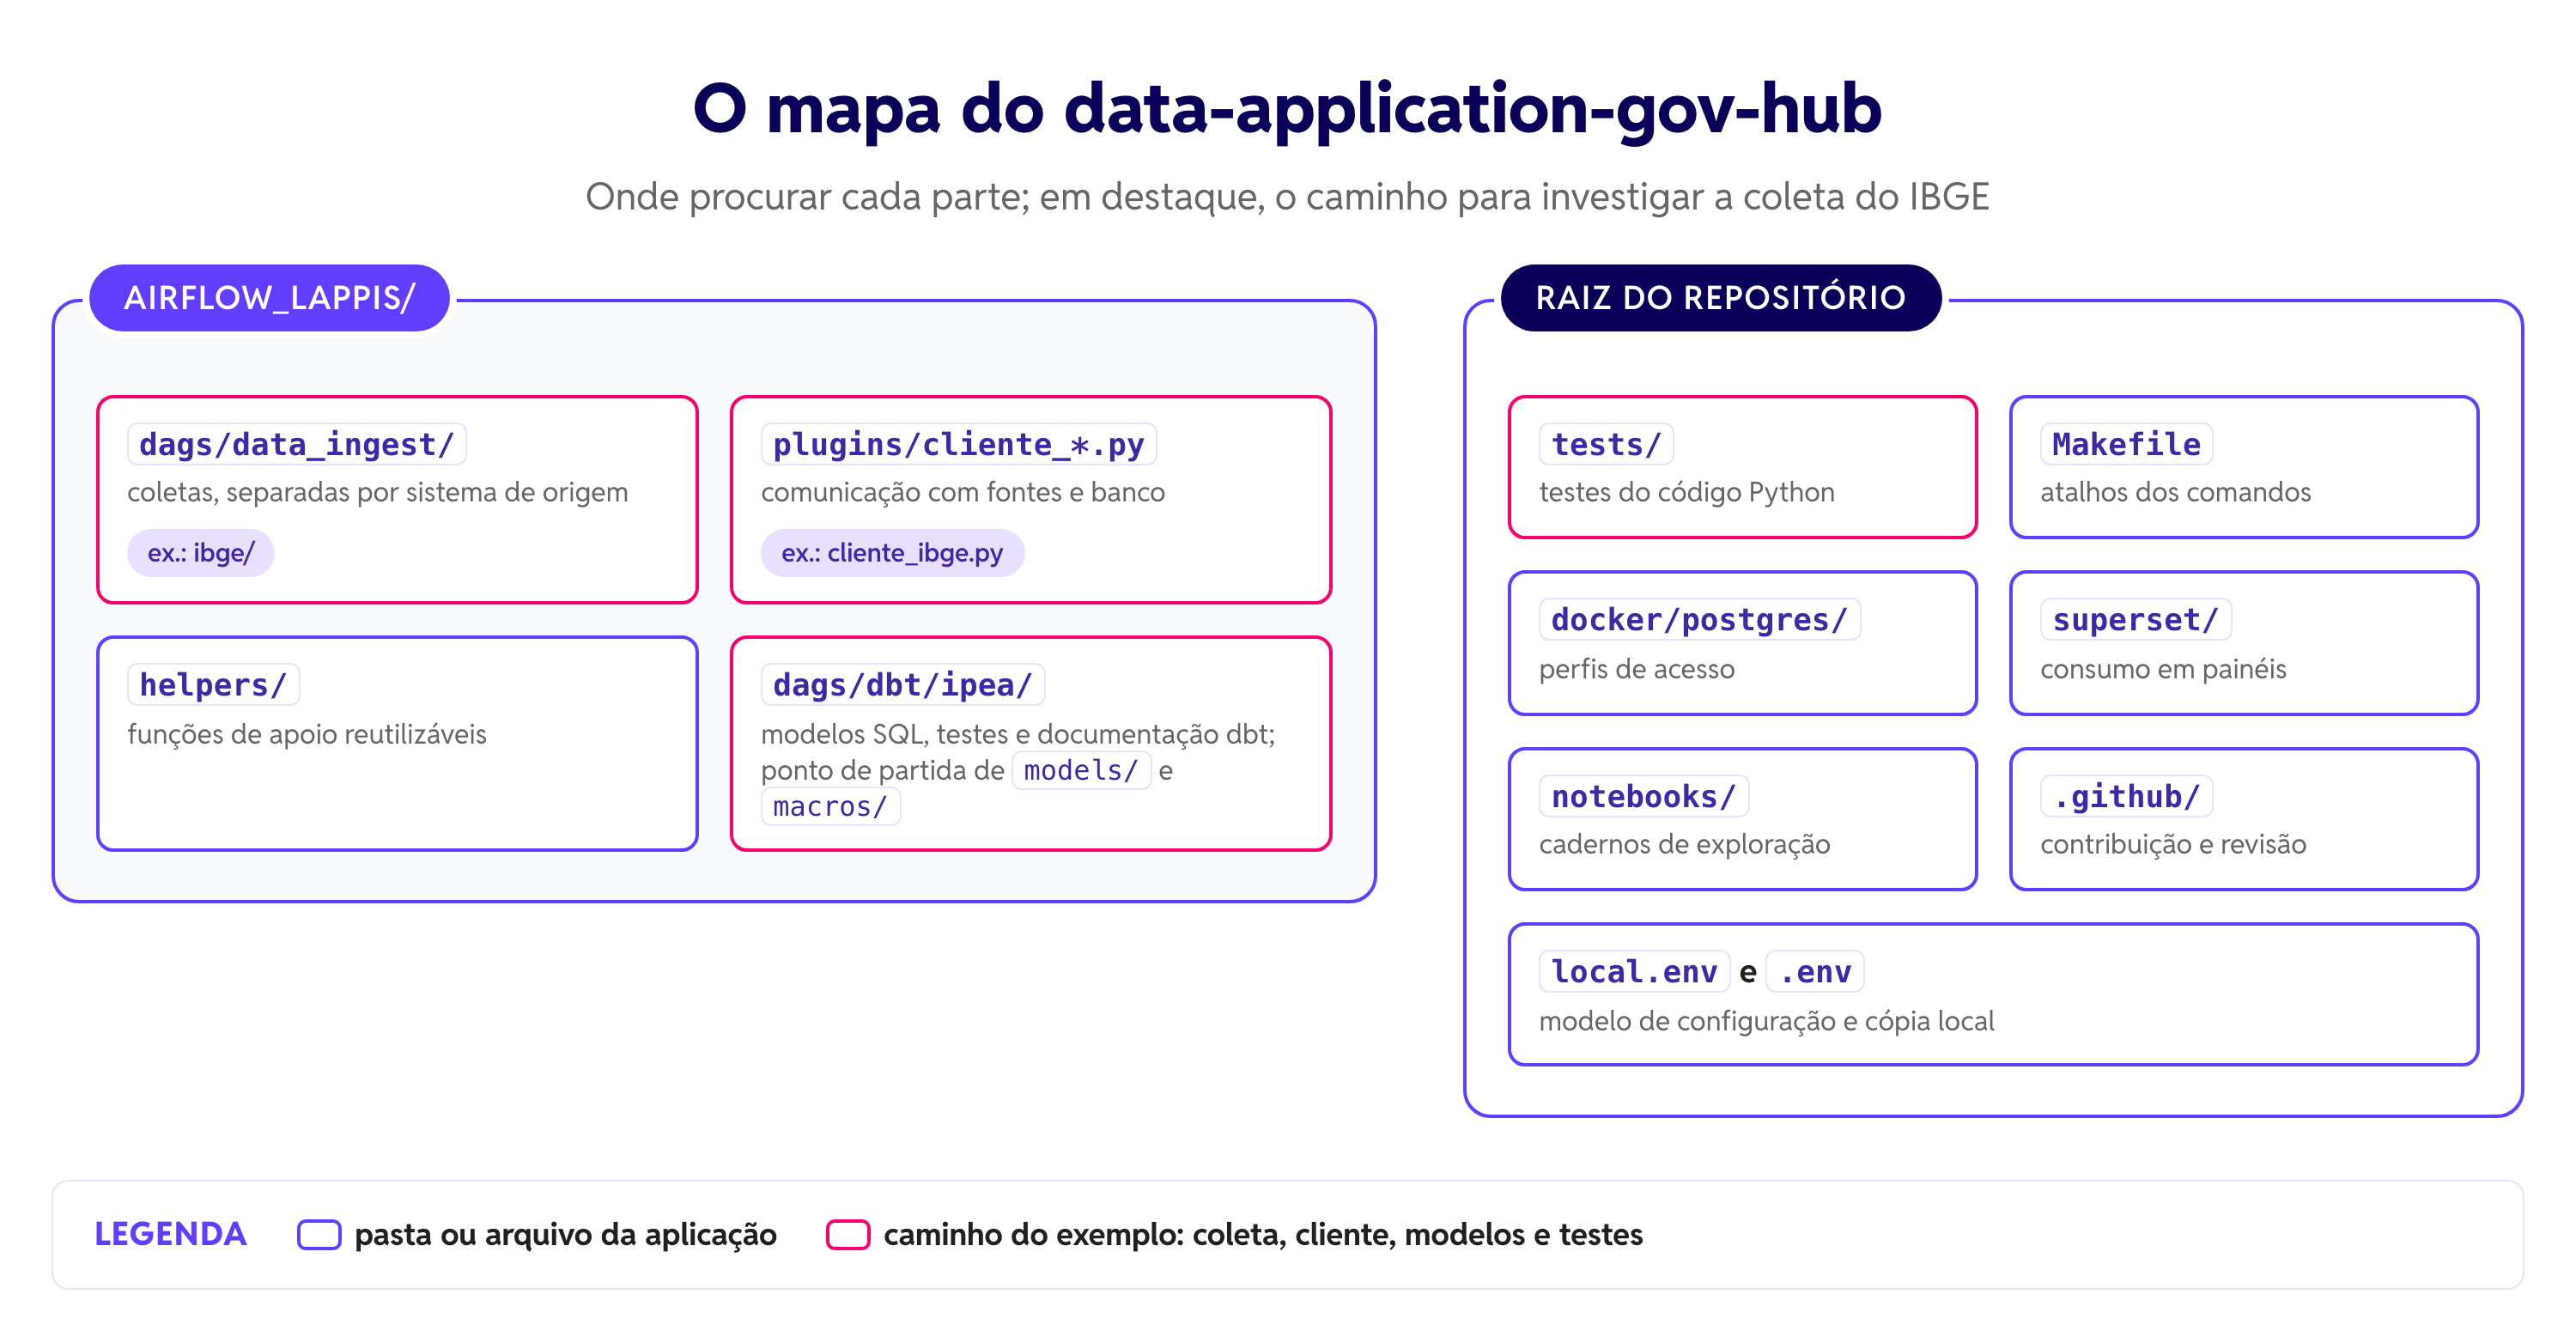 O mapa do data-application-gov-hub
Onde procurar cada parte; em destaque, o caminho para investigar a coleta do IBGE
AIRFLOW_LAPPIS/
dags/data_ingest/
coletas, separadas por sistema de origem
ex.: ibge/
plugins/cliente_*.py
comunicação com fontes e banco
ex.: cliente_ibge.py
helpers/
funções de apoio reutilizáveis
dags/dbt/ipea/
modelos SQL, testes e documentação dbt;
ponto de partida de models/ e
macros/
RAIZ DO REPOSITÓRIO
tests/
testes do código Python
Makefile
atalhos dos comandos
docker/postgres/
perfis de acesso
superset/
consumo em painéis
notebooks/
cadernos de exploração
.github/
contribuição e revisão
local.env e .env
modelo de configuração e cópia local
LEGENDA
pasta ou arquivo da aplicação
caminho do exemplo: coleta, cliente, modelos e testes